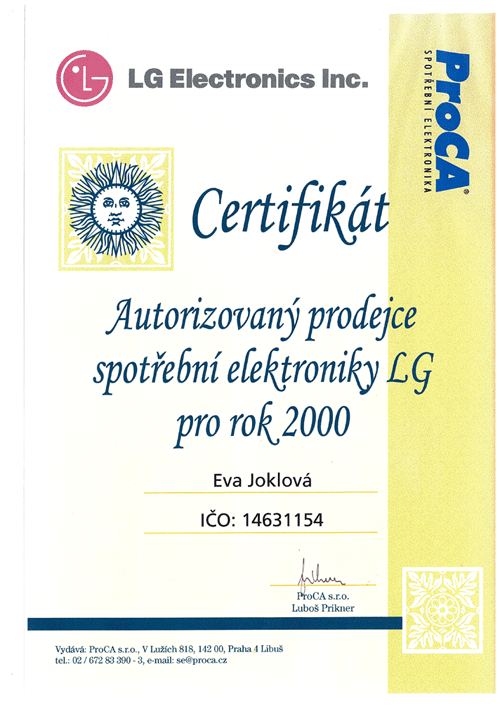 LG Electronics Inc.
ProCA®
SPOTŘEBNÍ ELEKTRONIKA
Certifikát
Autorizovaný prodejce
spotřební elektroniky LG
pro rok 2000
Eva Joklová
IČO: 14631154
ProCA s.r.o.
Luboš Prikner
Vydává: ProCA s.r.o., V Lužích 818, 142 00, Praha 4 Libuš
tel.: 02 / 672 83 390 - 3, e-mail: se@proca.cz